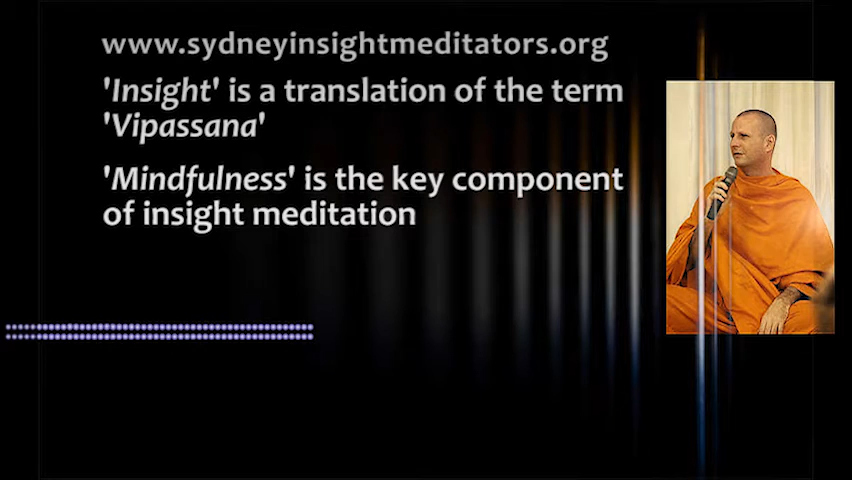 www.sydneyinsightmeditators.org
'Insight' is a translation of the term
'Vipassana'
'Mindfulness' is the key component
of insight meditation